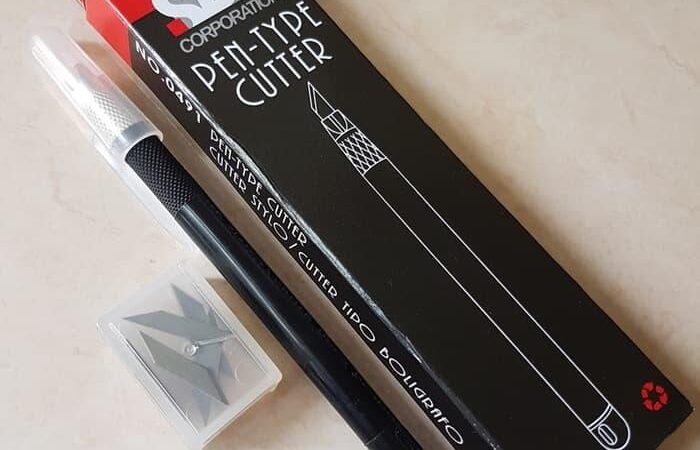 CORPORATION
PEN-TYPE
CUTTER
NO.0491 PEN-TYPE CUTTER
CUTTER STYLO/CUTTER TIPO BOLIGRAFO